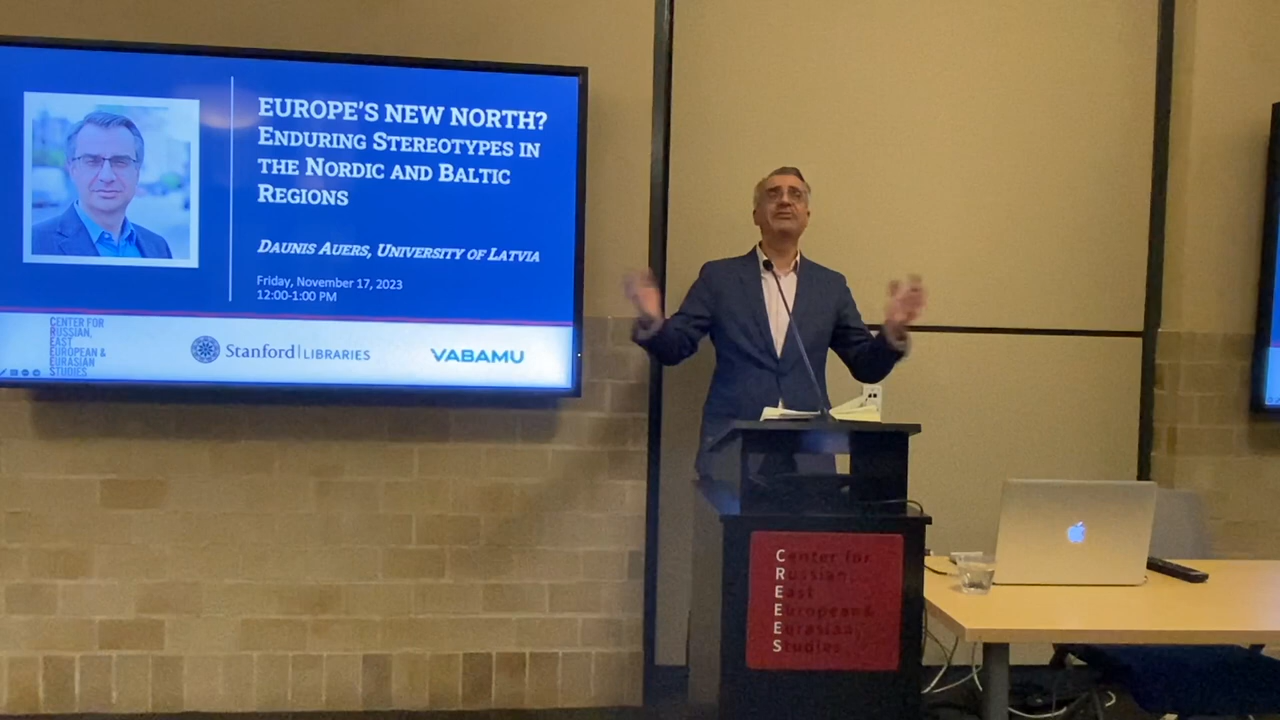 EUROPE'S NEW NORTH?
ENDURING STEREOTYPES IN
THE NORDIC AND BALTIC
REGIONS
DAUNIS AUERS, UNIVERSITY OF LATVIA
Friday, November 17, 2023
12:00-1:00 PM
CENTER FOR
RUSSIAN,
EAST
EUROPEAN &
EURASIAN
STUDIES
Stanford | LIBRARIES
VABAMU
Center for
Russian,
East
European &
Eurasian
Studies